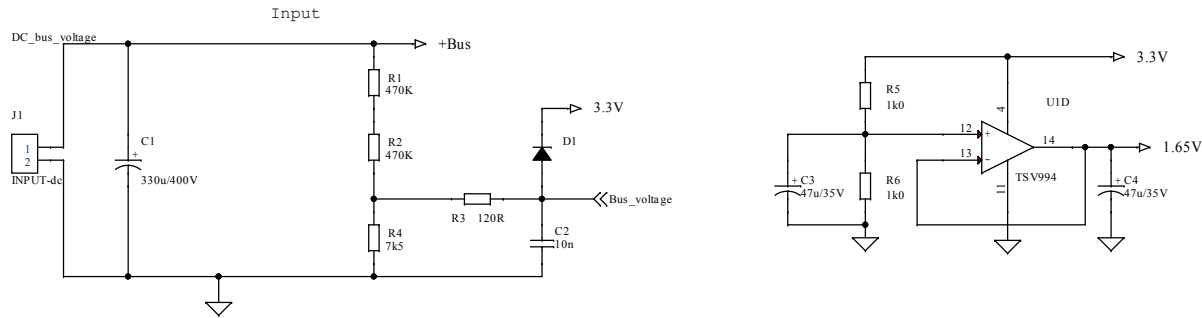 Input
DC_bus_voltage
+Bus
R1
470K
J1
1
2
INPUT-dc
C1
+
330u/400V
R2
470K
3.3V
D1
R3 120R
Bus_voltage
R4
7k5
C2
10n
3.3V
R5
1k0
4
U1D
12
+
13
−
14
1.65V
TSV994
11
C3
+
47u/35V
R6
1k0
C4
+
47u/35V